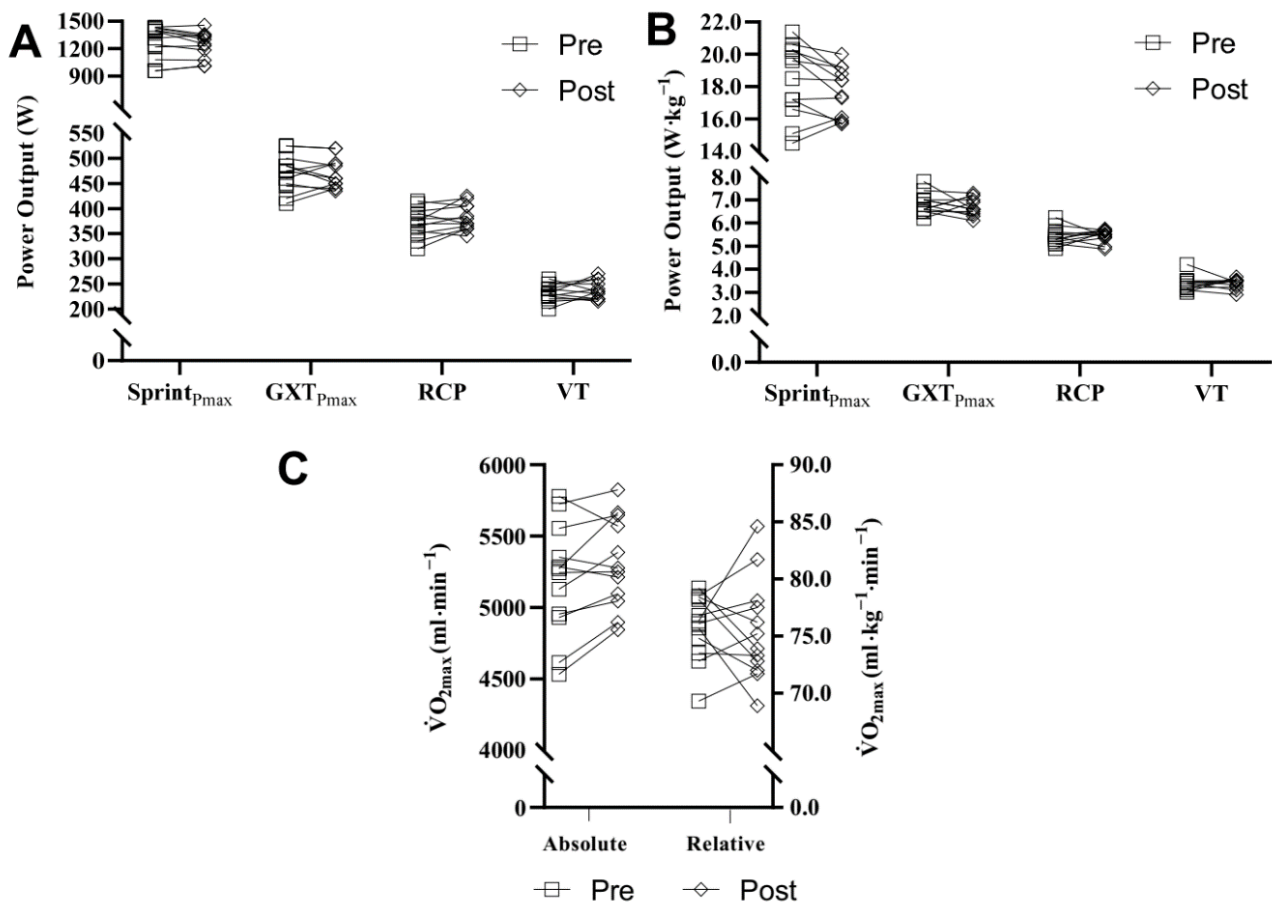 A
Power Output (W)
1500
1200
900
550
500
450
400
350
300
250
200
0
Pre
Post
Sprint_Pmax
GXT_Pmax
RCP
VT
B
Power Output (W·kg⁻¹)
22.0
20.0
18.0
16.0
14.0
8.0
7.0
6.0
5.0
4.0
3.0
2.0
0.0
Pre
Post
Sprint_Pmax
GXT_Pmax
RCP
VT
C
V̇O₂max (ml·min⁻¹)
6000
5500
5000
4500
4000
0
90.0
85.0
80.0
75.0
70.0
0.0
V̇O₂max (ml·kg⁻¹·min⁻¹)
Absolute
Relative
Pre
Post